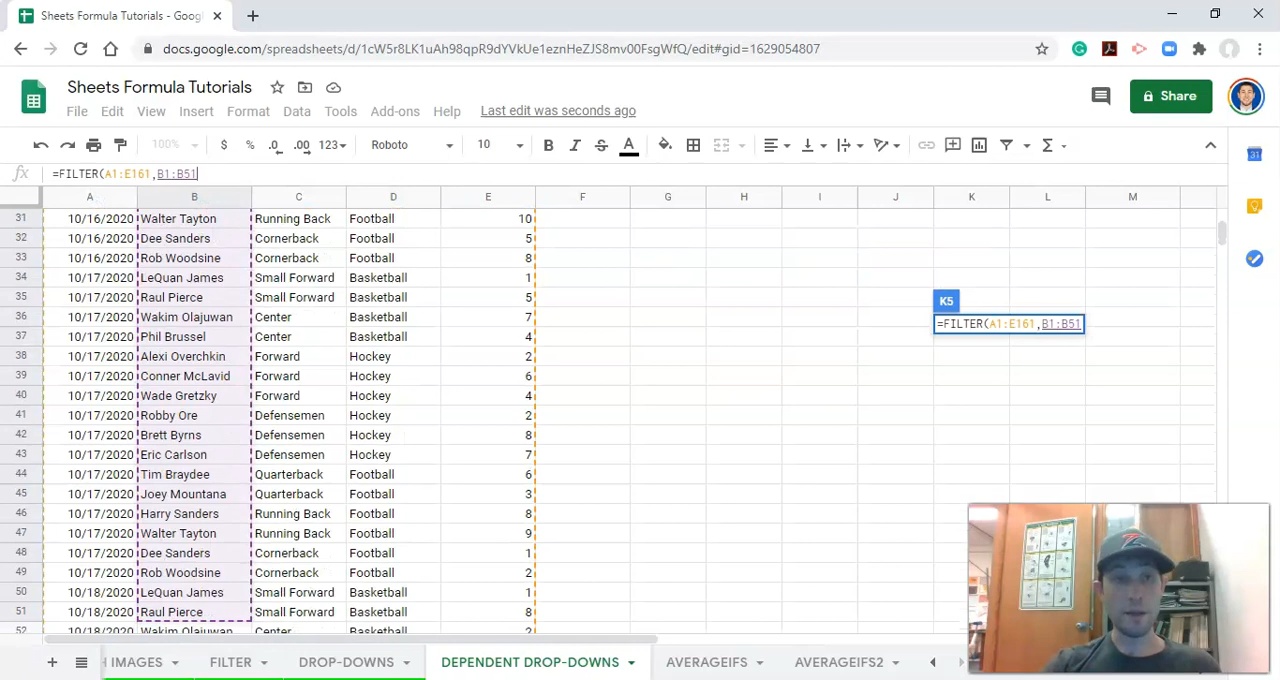 Sheets Formula Tutorials - Goog
docs.google.com/spreadsheets/d/1cW5r8LK1uAh98qpR9dYVkUe1eznHeZJS8mv00FsgWfQ/edit#gid=1629054807
Sheets Formula Tutorials
File Edit View Insert Format Data Tools Add-ons Help Last edit was seconds ago
Share
100% $ % .0 .00 123 Roboto 10 B I S A
31
fx =FILTER(A1:E161,B1:B51
A B C D E F G H I J K L M
31 10/16/2020 Walter Tayton Running Back Football 10
32 10/16/2020 Dee Sanders Cornerback Football 5
33 10/16/2020 Rob Woodsine Cornerback Football 8
34 10/17/2020 LeQuan James Small Forward Basketball 1
35 10/17/2020 Raul Pierce Small Forward Basketball 5
K5
36 10/17/2020 Wakim Olajuwan Center Basketball 7
=FILTER(A1:E161,B1:B51
37 10/17/2020 Phil Brussel Center Basketball 4
38 10/17/2020 Alexi Overchkin Forward Hockey 2
39 10/17/2020 Conner McLavid Forward Hockey 6
40 10/17/2020 Wade Gretzky Forward Hockey 4
41 10/17/2020 Robby Ore Defensemen Hockey 2
42 10/17/2020 Brett Byrns Defensemen Hockey 8
43 10/17/2020 Eric Carlson Defensemen Hockey 7
44 10/17/2020 Tim Braydee Quarterback Football 6
45 10/17/2020 Joey Mountana Quarterback Football 3
46 10/17/2020 Harry Sanders Running Back Football 8
47 10/17/2020 Walter Tayton Running Back Football 9
48 10/17/2020 Dee Sanders Cornerback Football 1
49 10/17/2020 Rob Woodsine Cornerback Football 2
50 10/18/2020 LeQuan James Small Forward Basketball 1
51 10/18/2020 Raul Pierce Small Forward Basketball 8
52 10/18/2020 Wakim Olajuwan Center Basketball 2
H IMAGES FILTER DROP-DOWNS DEPENDENT DROP-DOWNS AVERAGEIFS AVERAGEIFS2